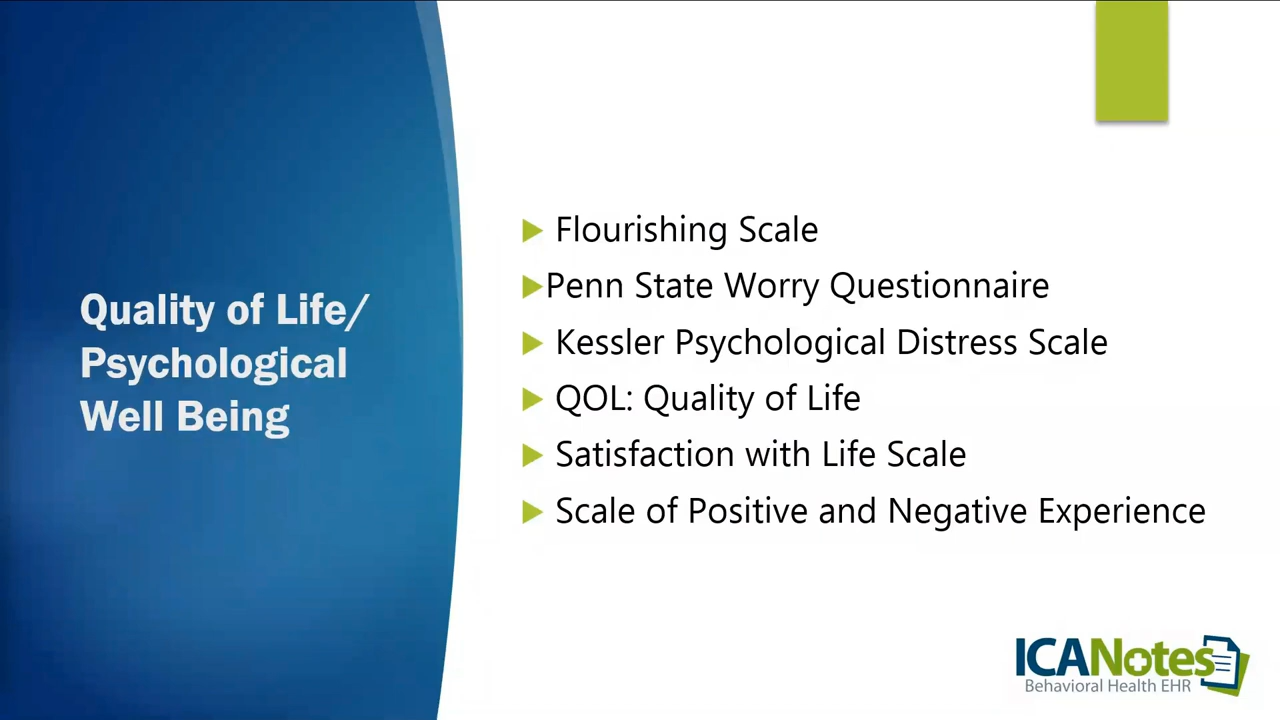 Quality of Life/
Psychological
Well Being
Flourishing Scale
Penn State Worry Questionnaire
Kessler Psychological Distress Scale
QOL: Quality of Life
Satisfaction with Life Scale
Scale of Positive and Negative Experience
ICANotes
Behavioral Health EHR